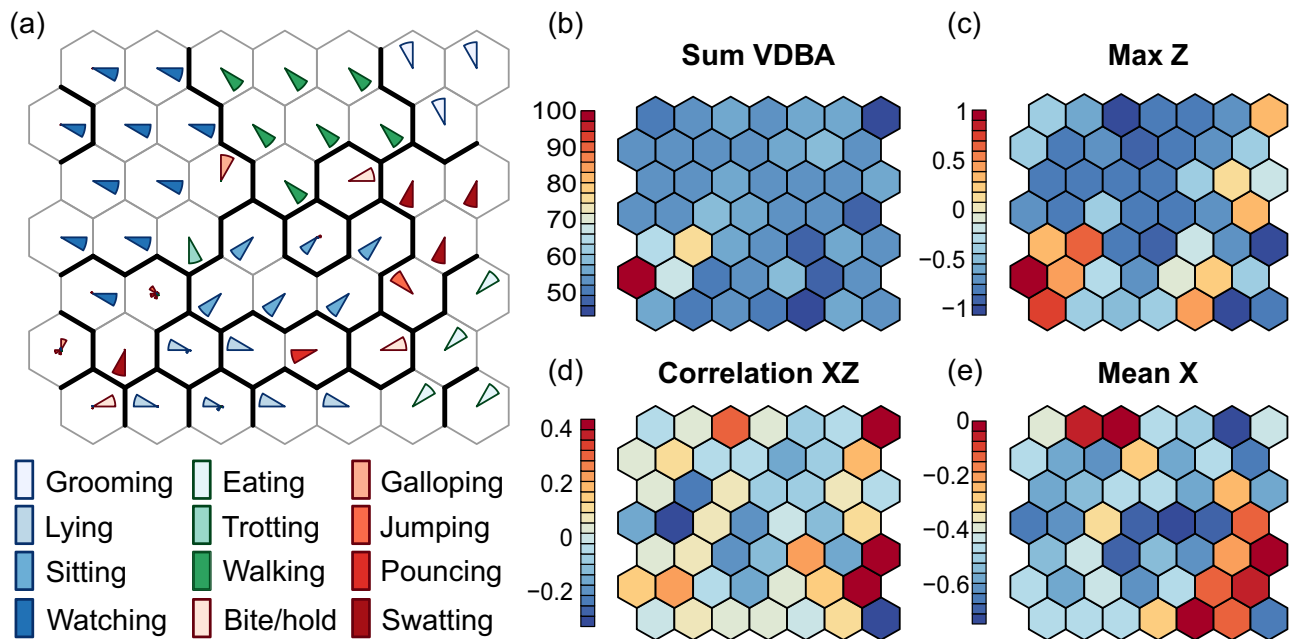 (a)
(b)
Sum VDBA
100
90
80
70
60
50
(c)
Max Z
1
0.5
0
−0.5
−1
(d)
Correlation XZ
0.4
0.2
0
−0.2
(e)
Mean X
0
−0.2
−0.4
−0.6
Grooming
Eating
Galloping
Lying
Trotting
Jumping
Sitting
Walking
Pouncing
Watching
Bite/hold
Swatting